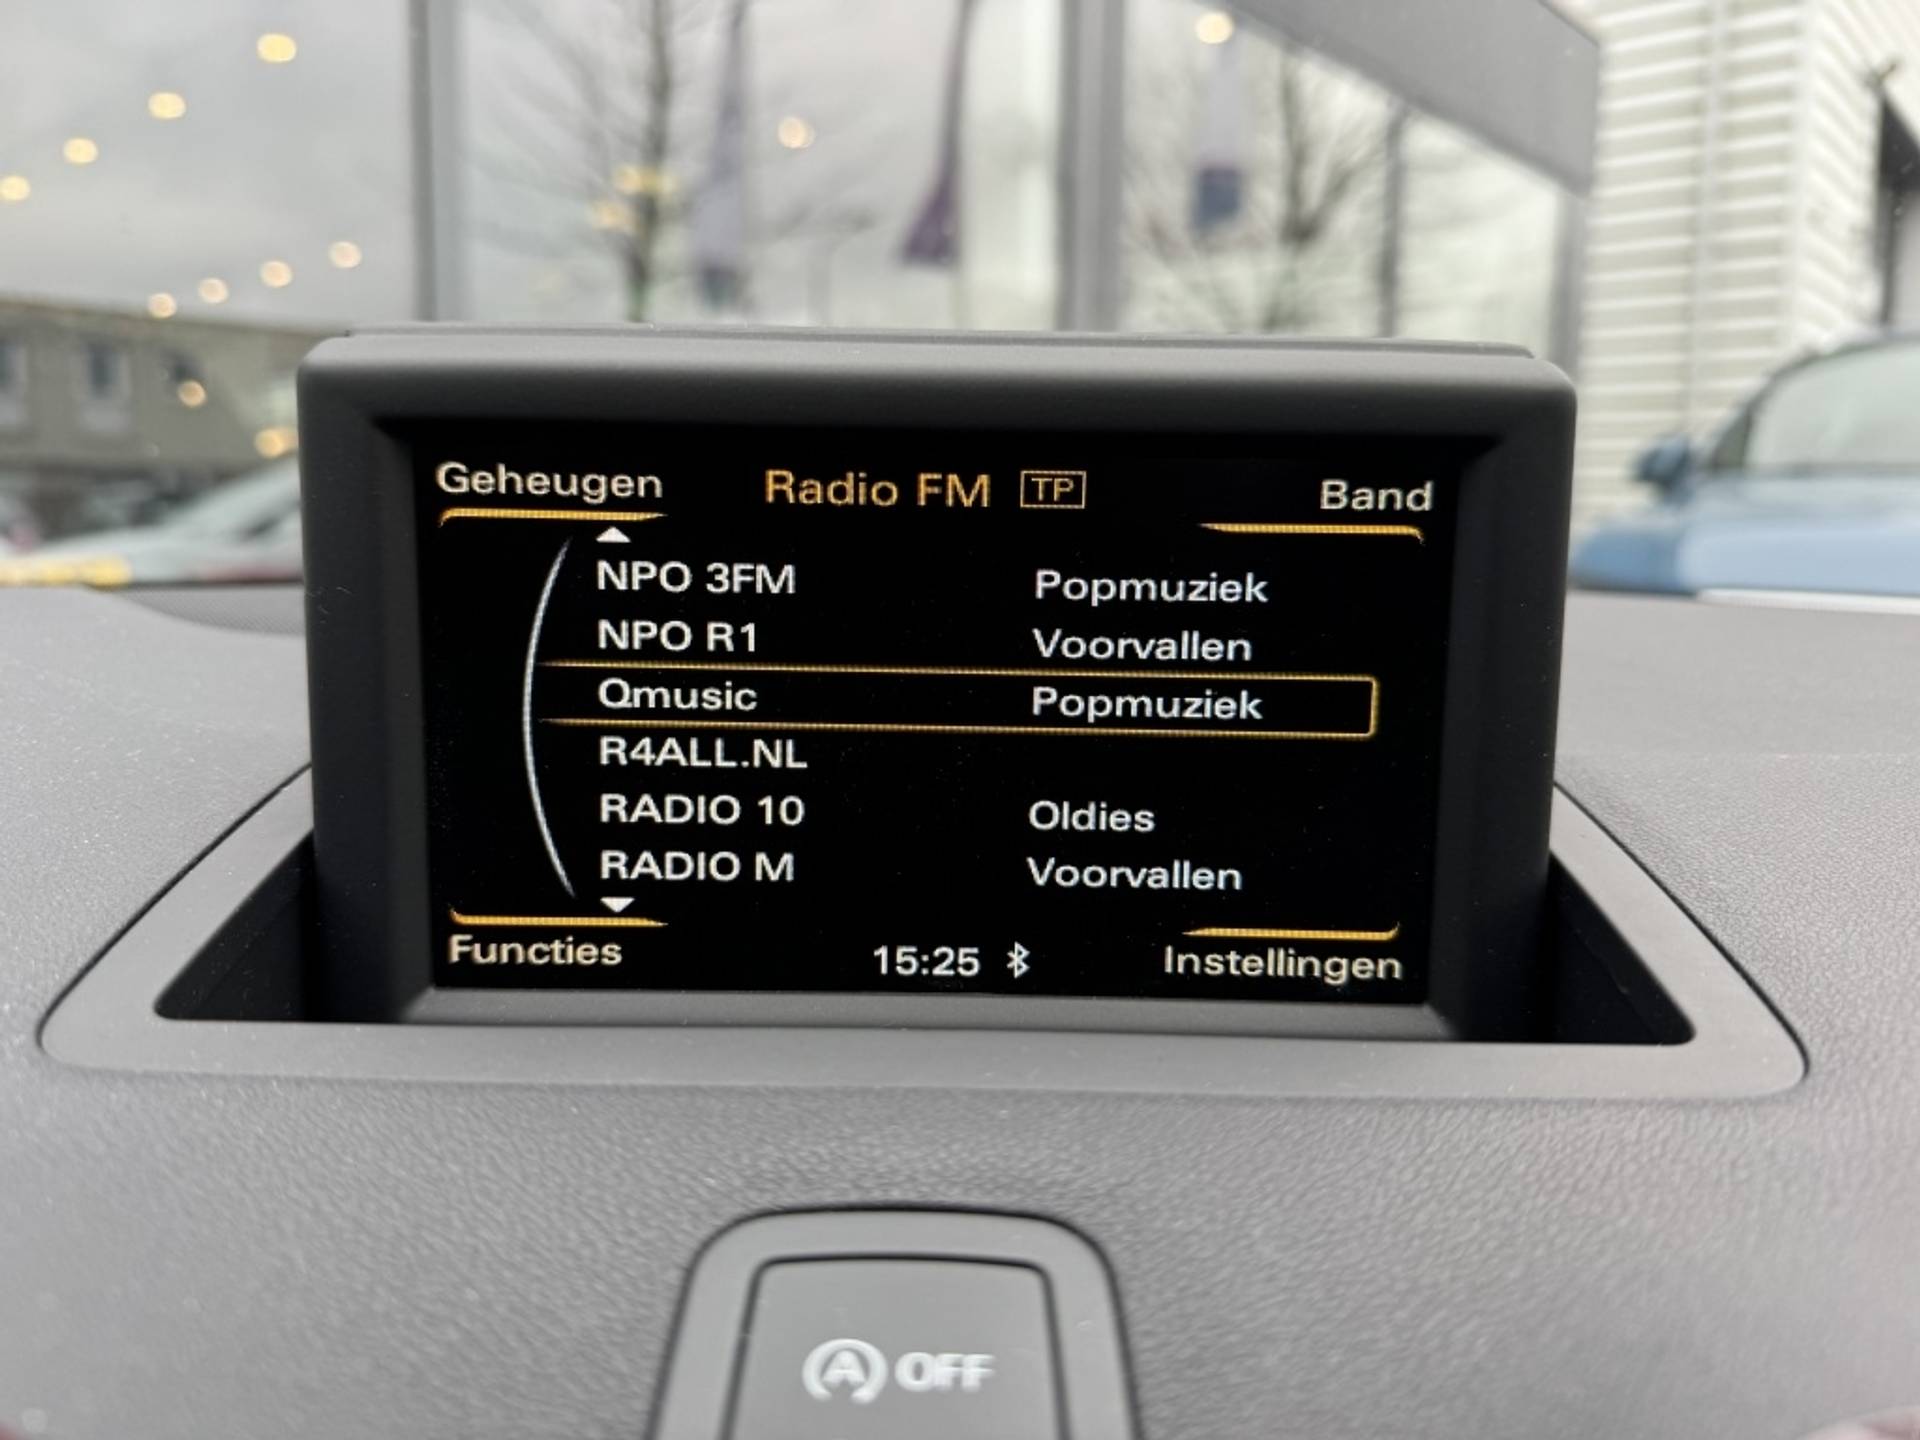 Geheugen Radio FM TP Band
NPO 3FM Popmuziek
NPO R1 Voorvallen
Qmusic Popmuziek
R4ALL.NL
RADIO 10 Oldies
RADIO M Voorvallen
Functies 15:25 Instellingen
A OFF